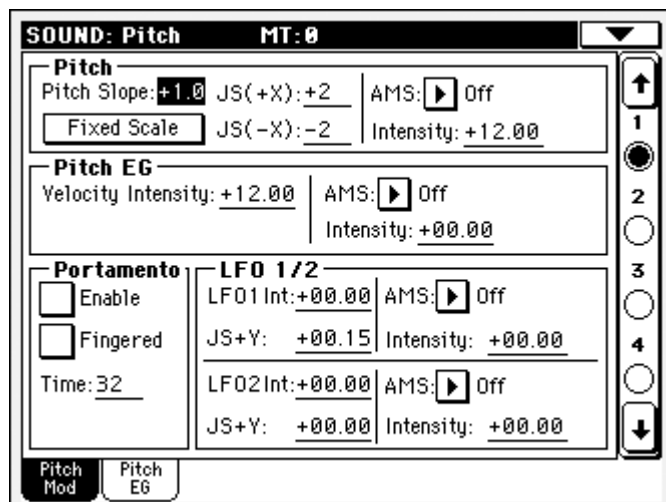 SOUND: Pitch MT:0
Pitch
Pitch Slope: +1.0 JS(+X): +2 AMS: Off
Fixed Scale JS(-X): -2 Intensity: +12.00
1
Pitch EG
Velocity Intensity: +12.00 AMS: Off
2
Intensity: +00.00
Portamento LFO 1/2
3
Enable LFO1 Int: +00.00 AMS: Off
Fingered JS+Y: +00.15 Intensity: +00.00
4
Time: 32 LFO2 Int: +00.00 AMS: Off
JS+Y: +00.00 Intensity: +00.00
Pitch Mod
Pitch EG